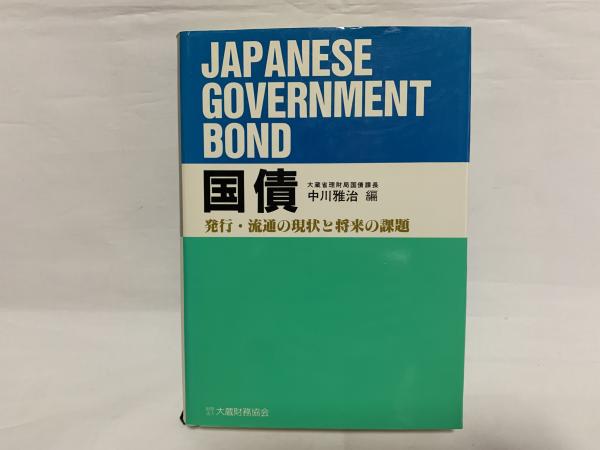 JAPANESE
GOVERNMENT
BOND
国債
大蔵省理財局国債課長
中川雅治 編
発行・流通の現状と将来の課題
大蔵財務協会